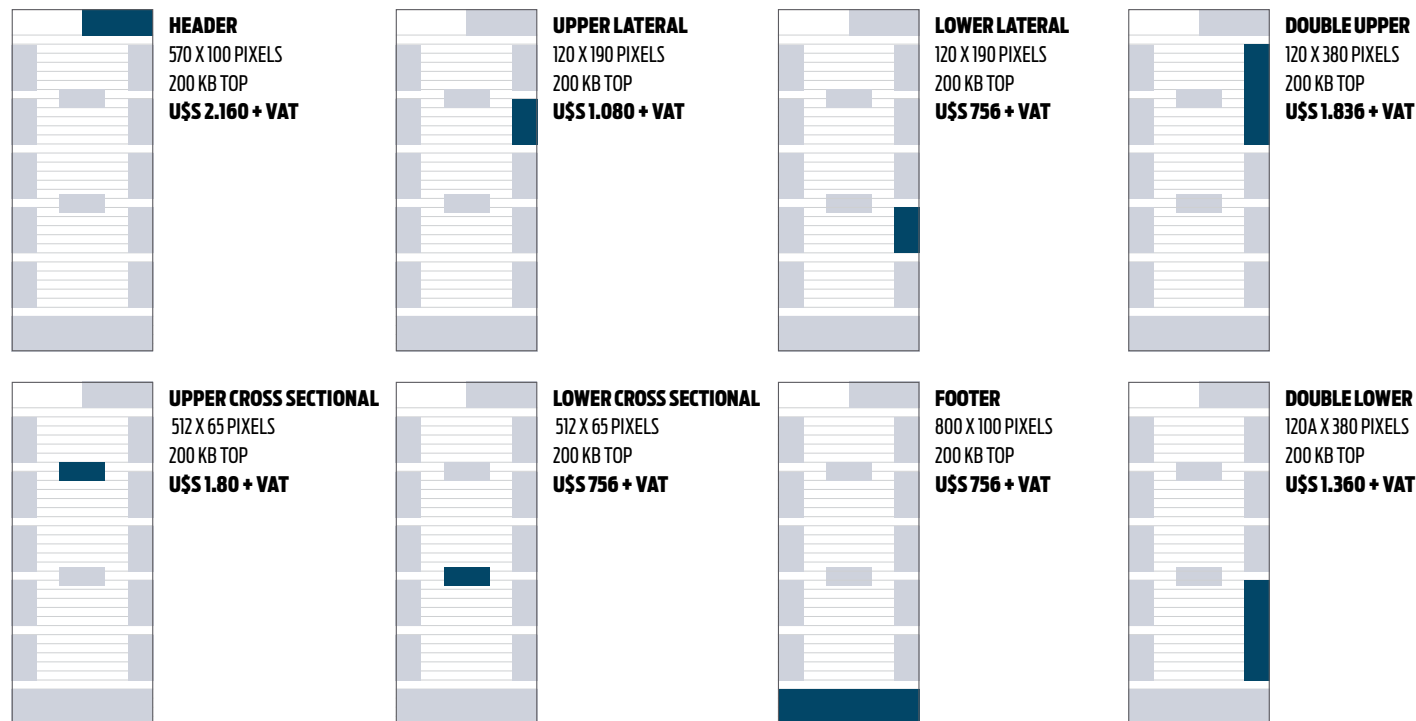 HEADER
570 X 100 PIXELS
200 KB TOP
U$S 2.160 + VAT
UPPER LATERAL
120 X 190 PIXELS
200 KB TOP
U$S 1.080 + VAT
LOWER LATERAL
120 X 190 PIXELS
200 KB TOP
U$S 756 + VAT
DOUBLE UPPER
120 X 380 PIXELS
200 KB TOP
U$S 1.836 + VAT
UPPER CROSS SECTIONAL
512 X 65 PIXELS
200 KB TOP
U$S 1.80 + VAT
LOWER CROSS SECTIONAL
512 X 65 PIXELS
200 KB TOP
U$S 756 + VAT
FOOTER
800 X 100 PIXELS
200 KB TOP
U$S 756 + VAT
DOUBLE LOWER
120A X 380 PIXELS
200 KB TOP
U$S 1.360 + VAT